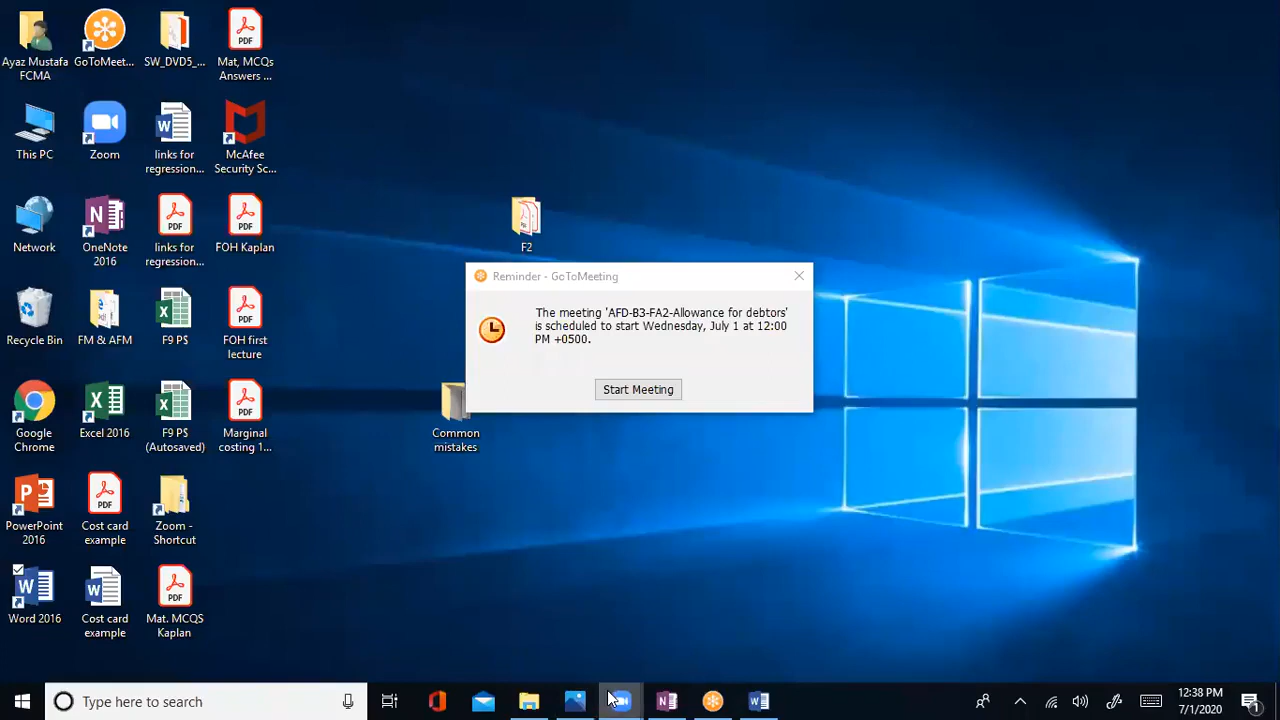 Ayaz Mustafa
FCMA
GoToMeet...
SW_DVD5_...
Mat, MCQs
Answers ...
This PC
Zoom
links for
regression...
McAfee
Security Sc...
Network
OneNote
2016
links for
regression...
FOH Kaplan
F2
Recycle Bin
FM & AFM
F9 P$
FOH first
lecture
Reminder - GoToMeeting
The meeting 'AFD-B3-FA2-Allowance for debtors'
is scheduled to start Wednesday, July 1 at 12:00
PM +0500.
Start Meeting
Google
Chrome
Excel 2016
F9 P$
(Autosaved)
Marginal
costing 1...
Common
mistakes
PowerPoint
2016
Cost card
example
Zoom -
Shortcut
Word 2016
Cost card
example
Mat. MCQS
Kaplan
Type here to search
12:38 PM
7/1/2020
1